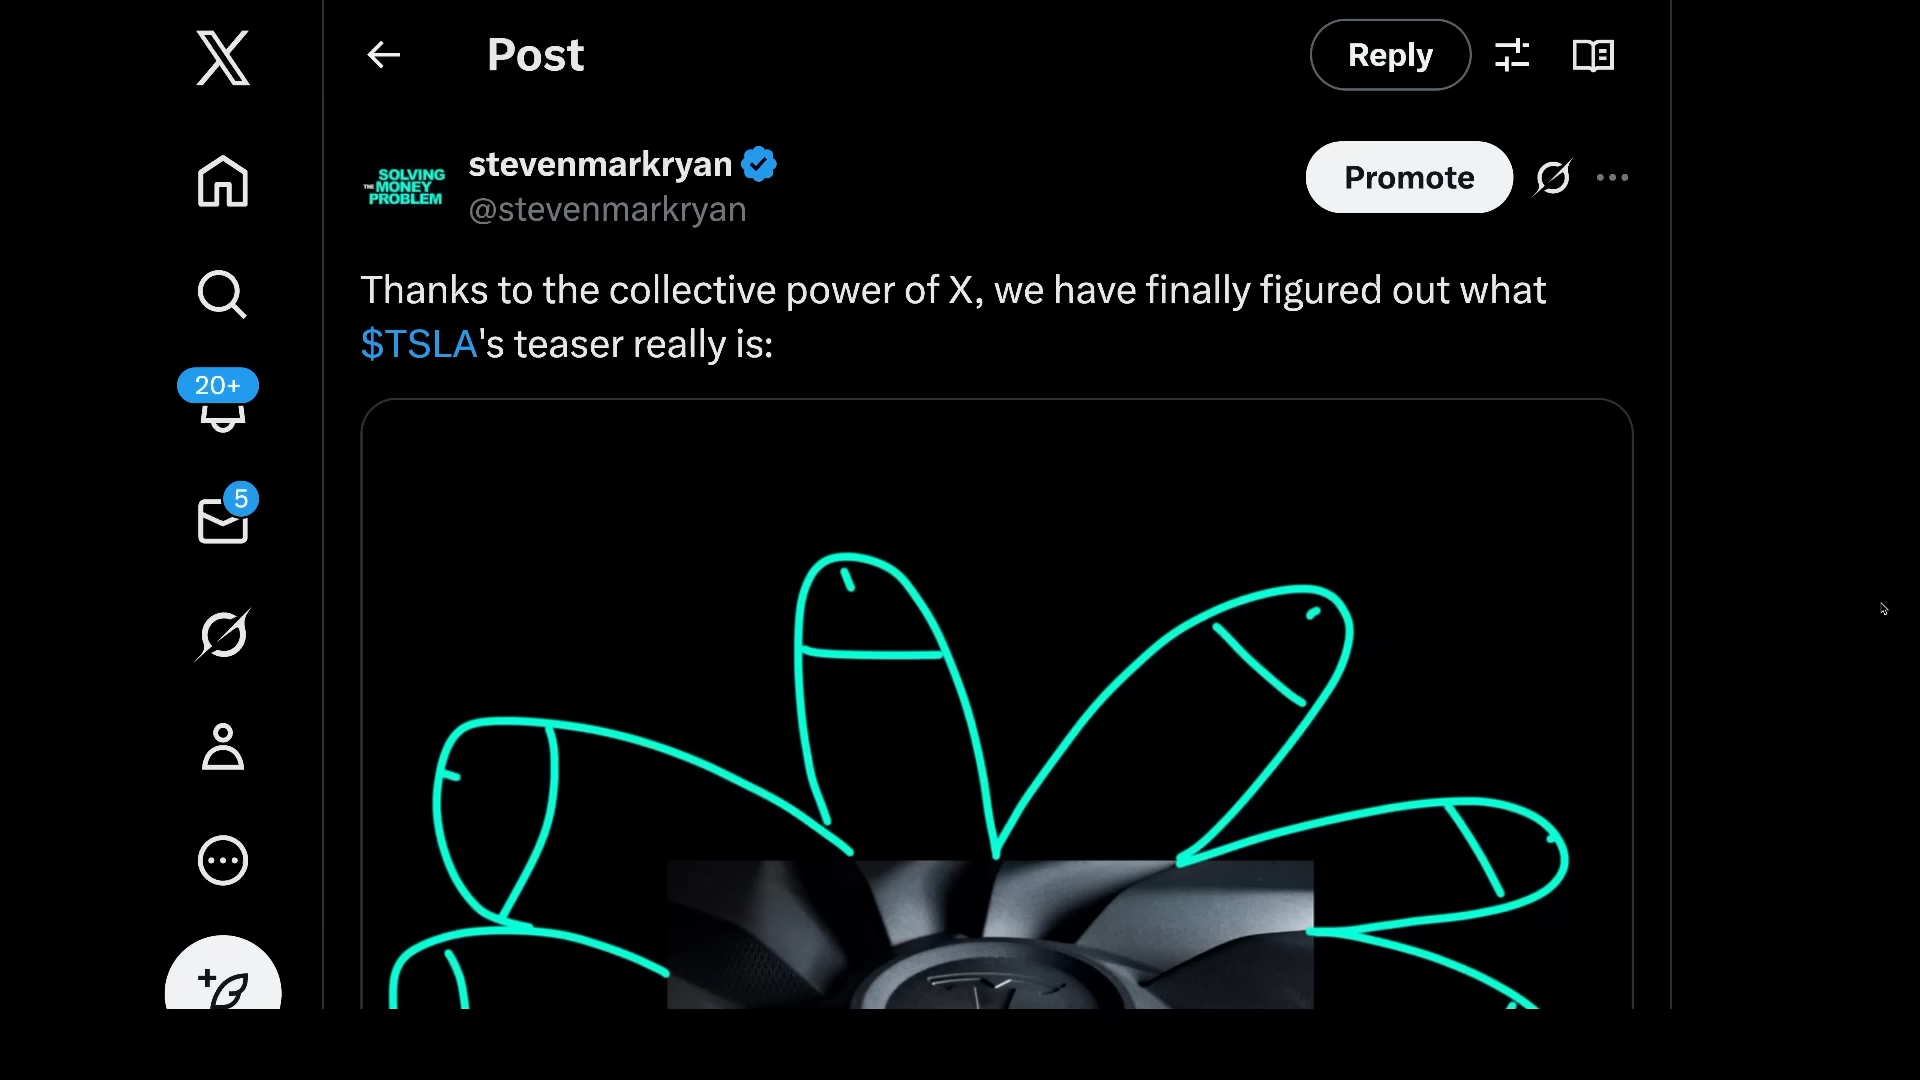 Post
Reply
SOLVING
THE MONEY
PROBLEM
stevenmarkryan
@stevenmarkryan
Promote
Thanks to the collective power of X, we have finally figured out what
$TSLA's teaser really is:
20+
5